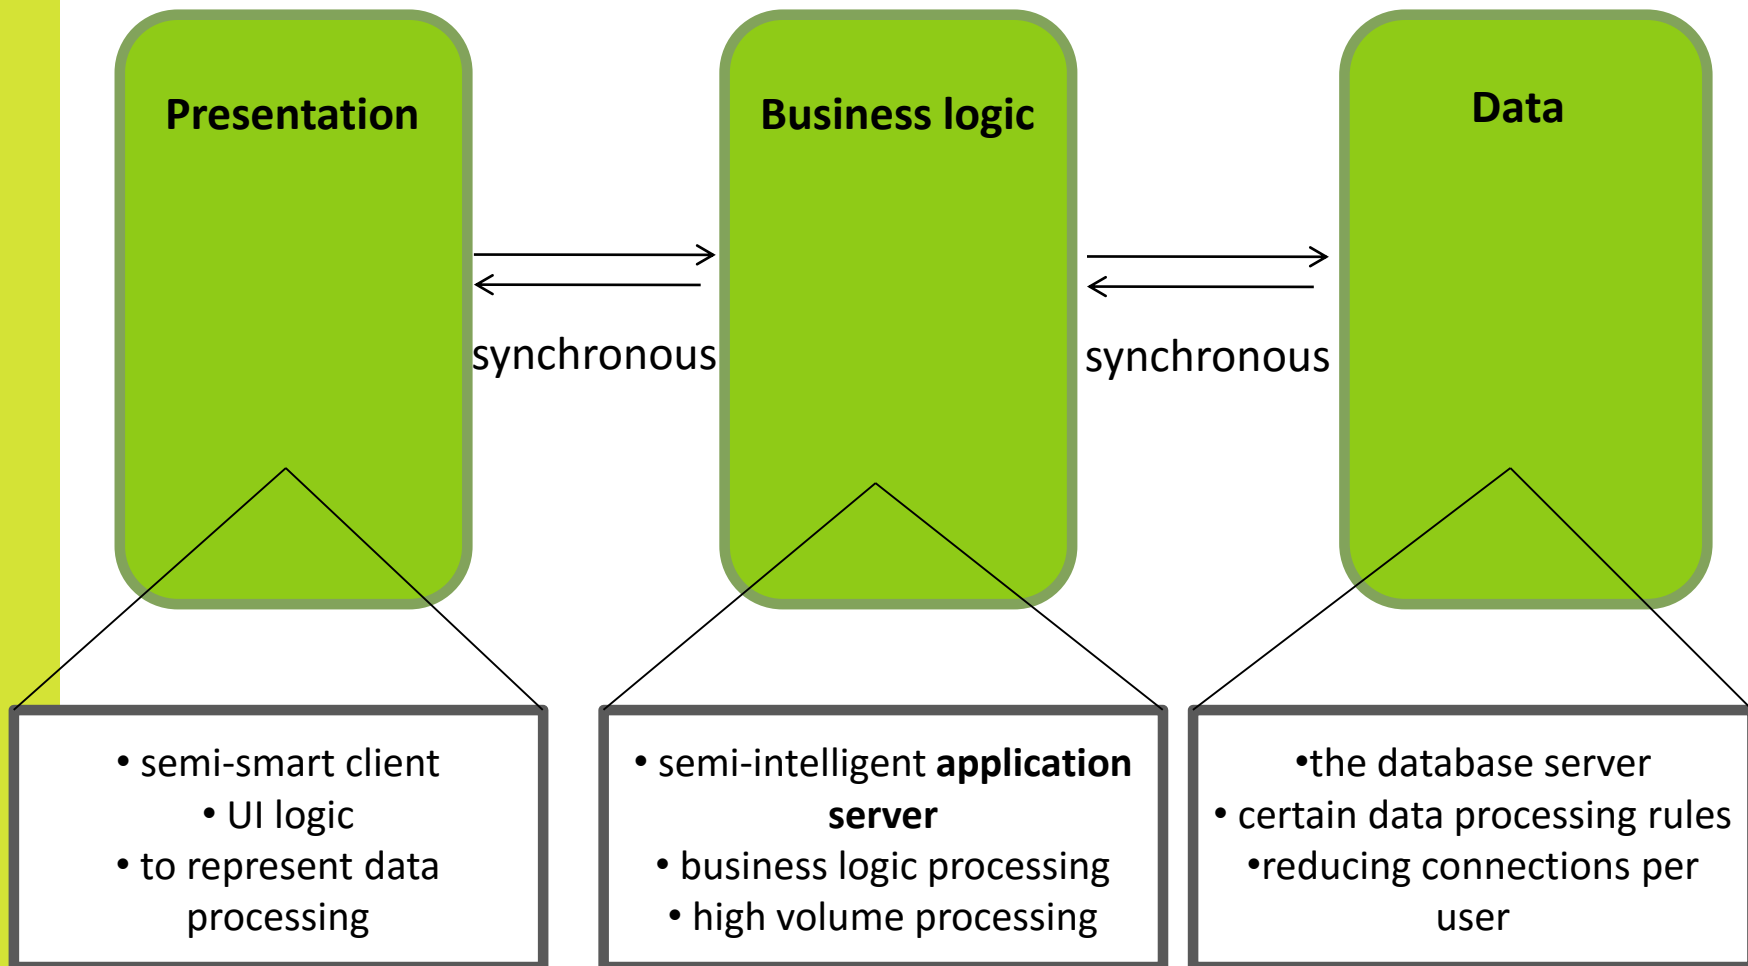 Presentation
Business logic
Data
synchronous
synchronous
• semi-smart client
• UI logic
• to represent data
processing
• semi-intelligent application
server
• business logic processing
• high volume processing
•the database server
• certain data processing rules
•reducing connections per
user